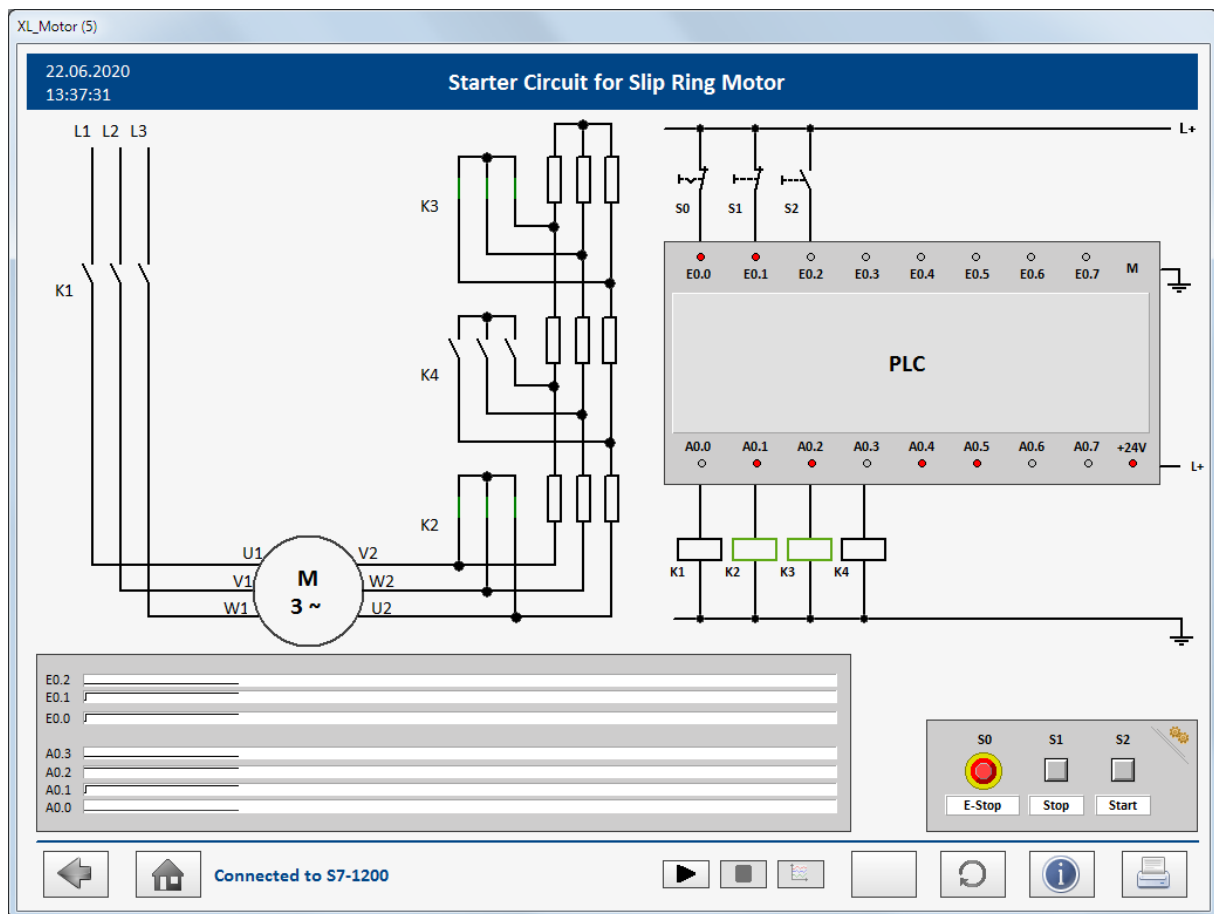 XL_Motor (5)
22.06.2020
13:37:31
Starter Circuit for Slip Ring Motor
L1 L2 L3
L+
K3
S0 S1 S2
K1
E0.0 E0.1 E0.2 E0.3 E0.4 E0.5 E0.6 E0.7 M
PLC
K4
A0.0 A0.1 A0.2 A0.3 A0.4 A0.5 A0.6 A0.7 +24V
L+
K2
K1 K2 K3 K4
U1 V2
V1 M W2
W1 3 ~ U2
E0.2
E0.1
E0.0
A0.3
A0.2
A0.1
A0.0
S0 S1 S2
E-Stop Stop Start
Connected to S7-1200
i